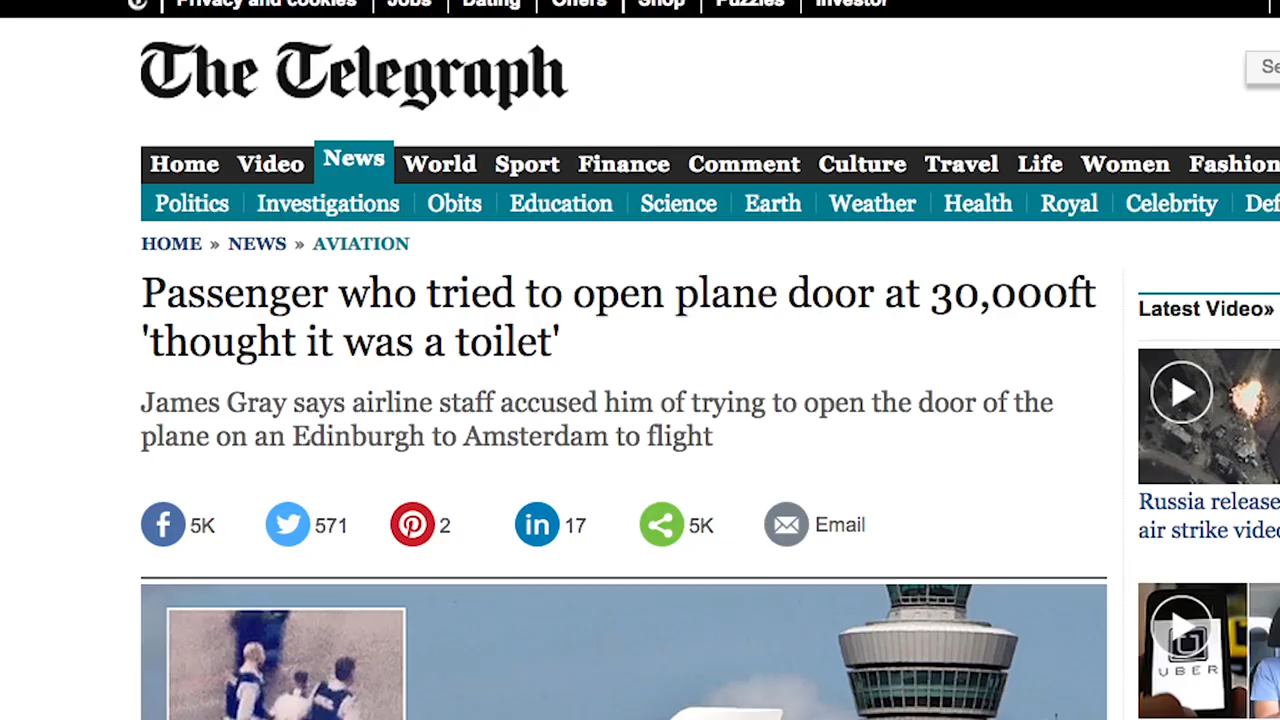 Privacy and cookies Jobs Dating Offers Shop Puzzles Investor
The Telegraph
Se
Home Video News World Sport Finance Comment Culture Travel Life Women Fashion
Politics Investigations Obits Education Science Earth Weather Health Royal Celebrity Def
HOME » NEWS » AVIATION
Passenger who tried to open plane door at 30,000ft
'thought it was a toilet'
James Gray says airline staff accused him of trying to open the door of the
plane on an Edinburgh to Amsterdam to flight
5K 571 2 in 17 5K Email
Latest Video»
Russia release
air strike video
UBER